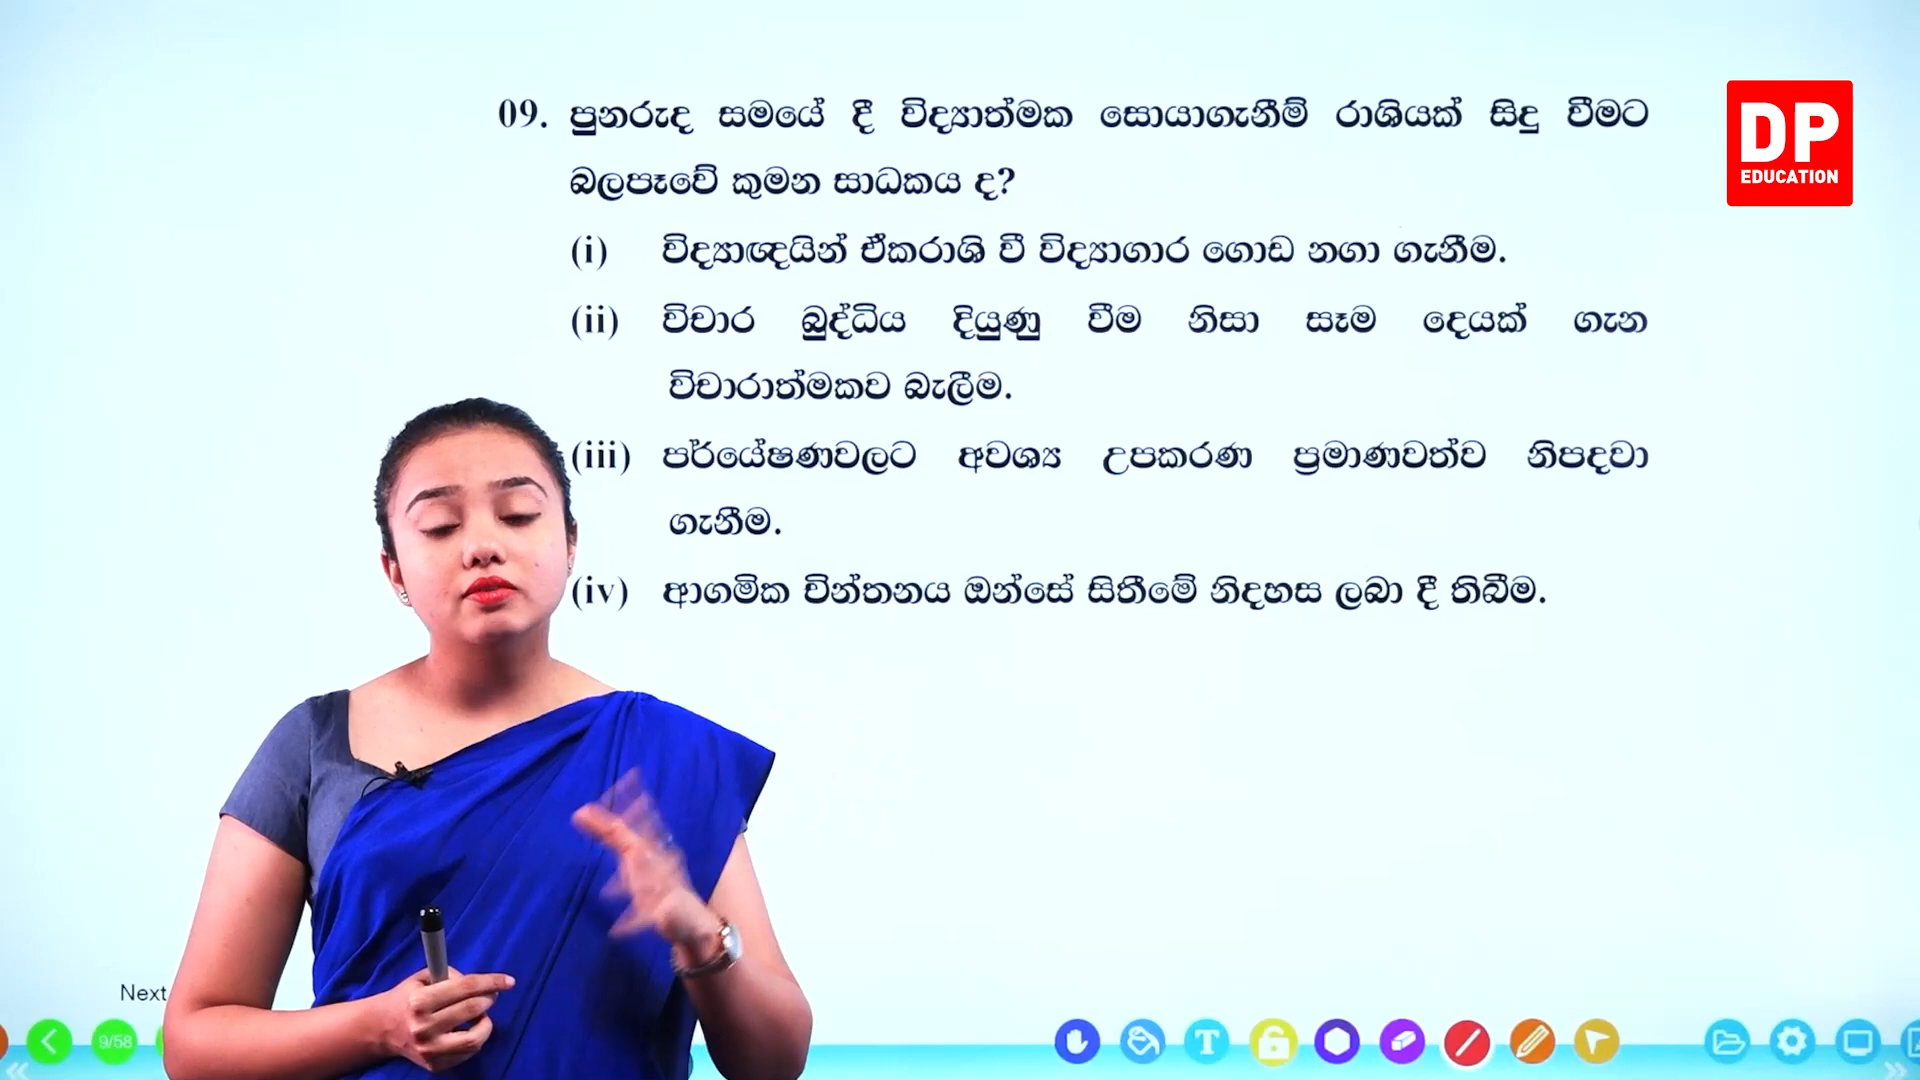 09. පුනරුද සමයේ දී විද්‍යාත්මක සොයාගැනීම් රාශියක් සිදු වීමට
බලපෑවේ කුමන සාධකය ද?
(i) විද්‍යාඥයින් ඒකරාශි වී විද්‍යාගාර ගොඩ නගා ගැනීම.
(ii) විචාර බුද්ධිය දියුණු වීම නිසා සෑම දෙයක් ගැන
විචාරාත්මකව බැලීම.
(iii) පර්යේෂණවලට අවශ්‍ය උපකරණ ප්‍රමාණවත්ව නිපදවා
ගැනීම.
(iv) ආගමික චින්තනය ඔන්සේ සිතීමේ නිදහස ලබා දී තිබීම.
DP
EDUCATION
Next
9/58
T